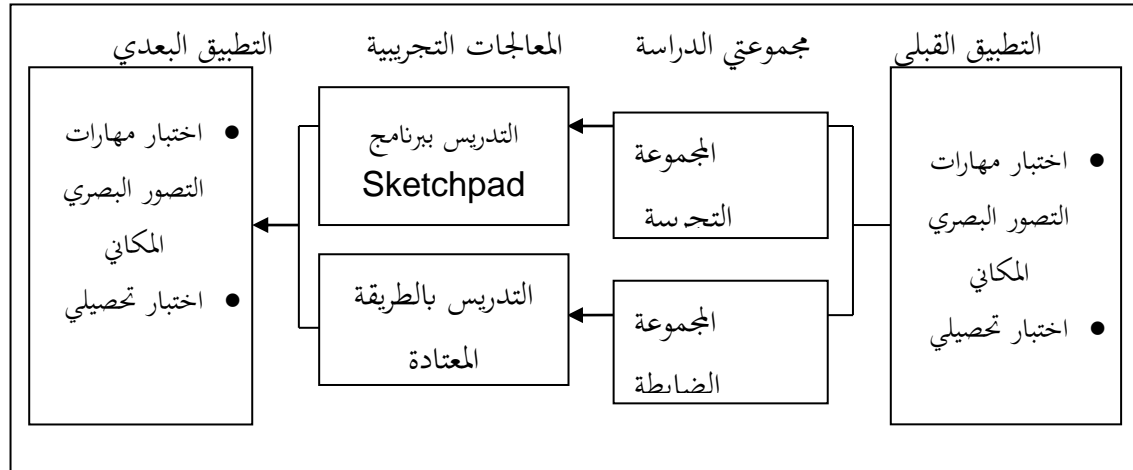 التطبيق القبلي
مجموعتي الدراسة
المعالجات التجريبية
التطبيق البعدي
● اختبار مهارات
التصور البصري
المكاني
● اختبار تحصيلي
المجموعة
التجريبية
المجموعة
الضابطة
التدريس ببرنامج
Sketchpad
التدريس بالطريقة
المعتادة
● اختبار مهارات
التصور البصري
المكاني
● اختبار تحصيلي